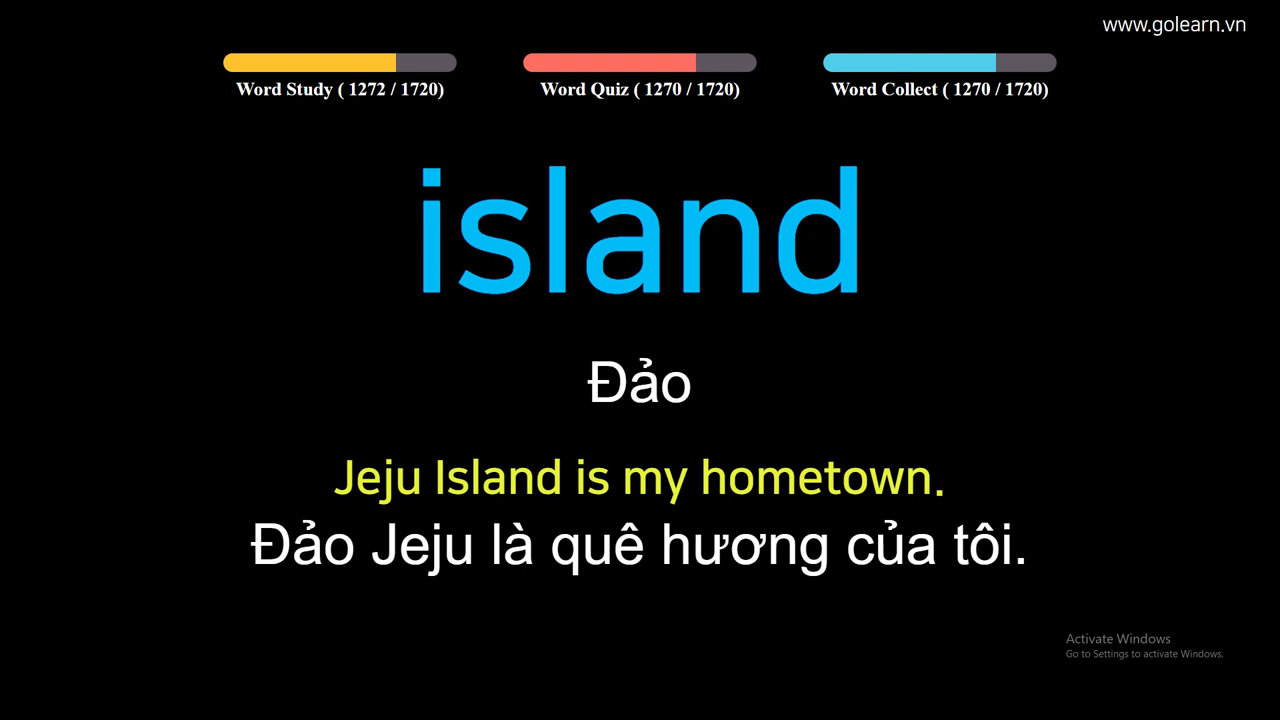 www.golearn.vn
Word Study ( 1272 / 1720)
Word Quiz ( 1270 / 1720)
Word Collect ( 1270 / 1720)
island
Đảo
Jeju Island is my hometown.
Đảo Jeju là quê hương của tôi.
Activate Windows
Go to Settings to activate Windows.